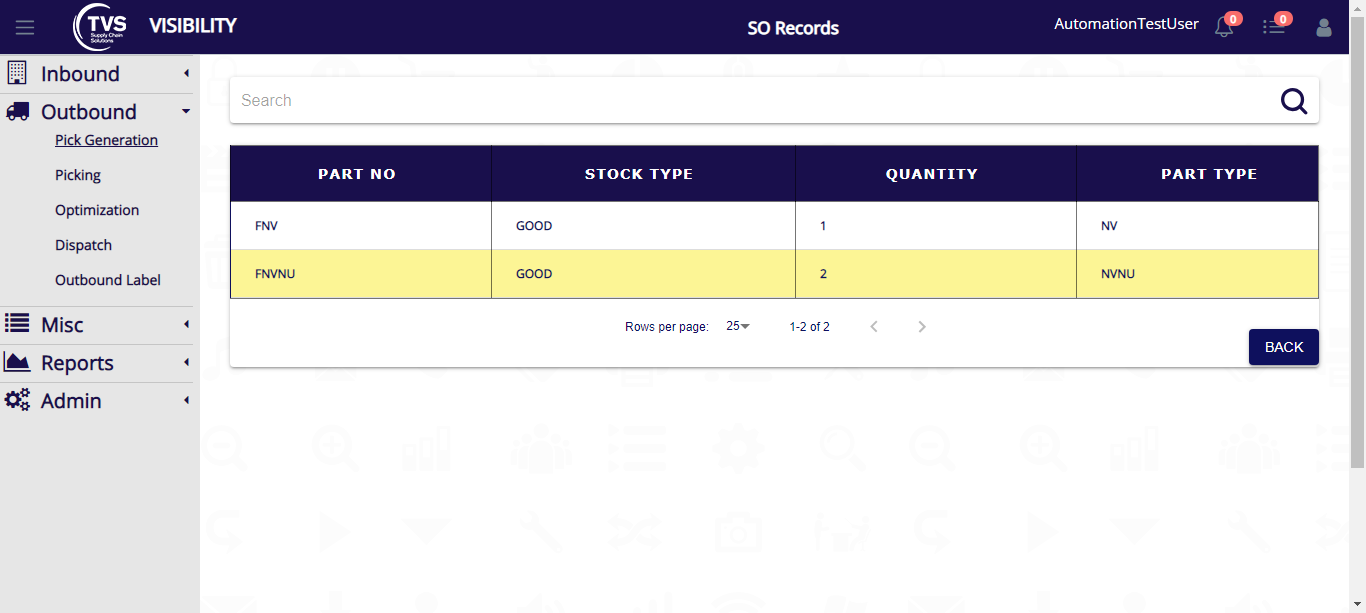 TVS
Supply Chain
Solutions
VISIBILITY
SO Records
AutomationTestUser
0
0
Inbound
Outbound
Pick Generation
Picking
Optimization
Dispatch
Outbound Label
Misc
Reports
Admin
Search
PART NO STOCK TYPE QUANTITY PART TYPE
FNV GOOD 1 NV
FNVNU GOOD 2 NVNU
Rows per page: 25 1-2 of 2
BACK